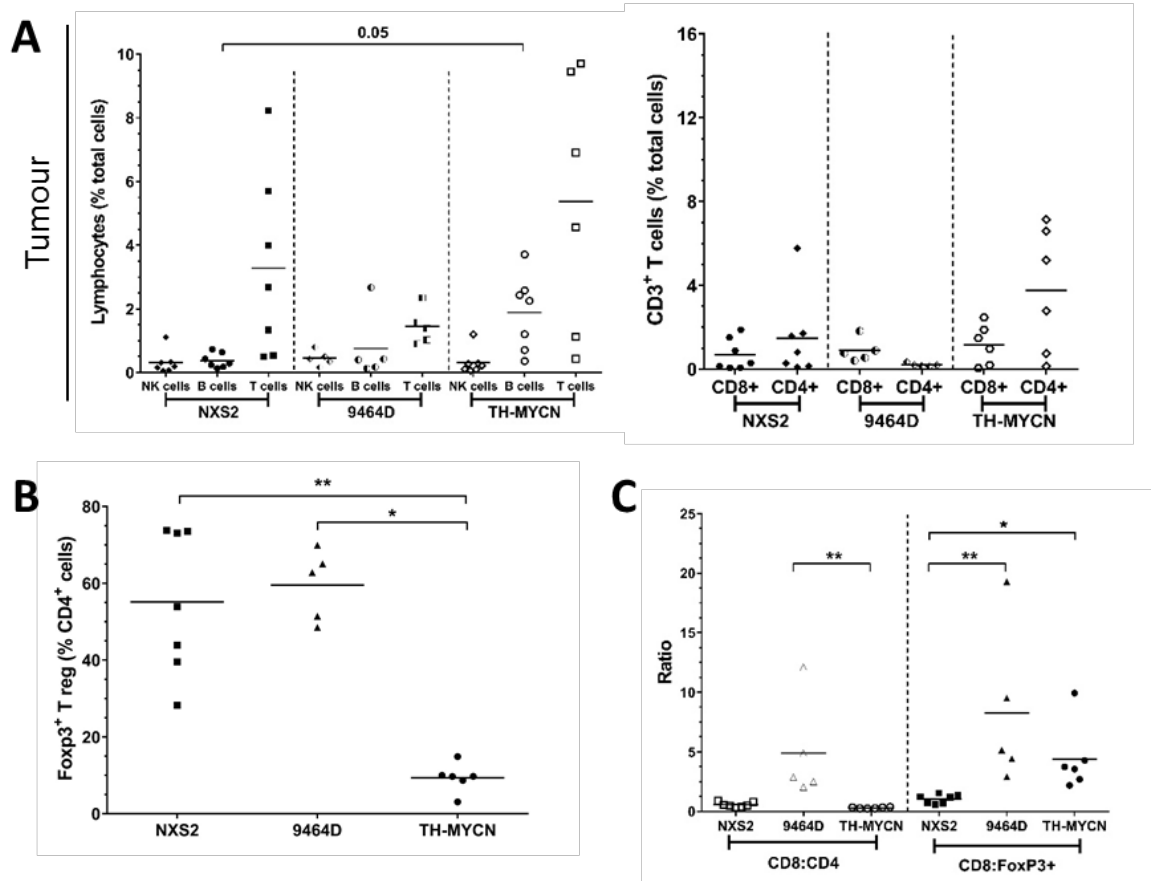 A
Tumour
Lymphocytes (% total cells)
10
8
6
4
2
0
0.05
NK cells B cells T cells NK cells B cells T cells NK cells B cells T cells
NXS2 9464D TH-MYCN
CD3+ T cells (% total cells)
16
12
8
4
0
CD8+ CD4+ CD8+ CD4+ CD8+ CD4+
NXS2 9464D TH-MYCN
B
Foxp3+ T reg (% CD4+ cells)
80
60
40
20
0
**
*
NXS2 9464D TH-MYCN
C
Ratio
25
20
15
10
5
0
**
*
**
NXS2 9464D TH-MYCN NXS2 9464D TH-MYCN
CD8:CD4 CD8:FoxP3+